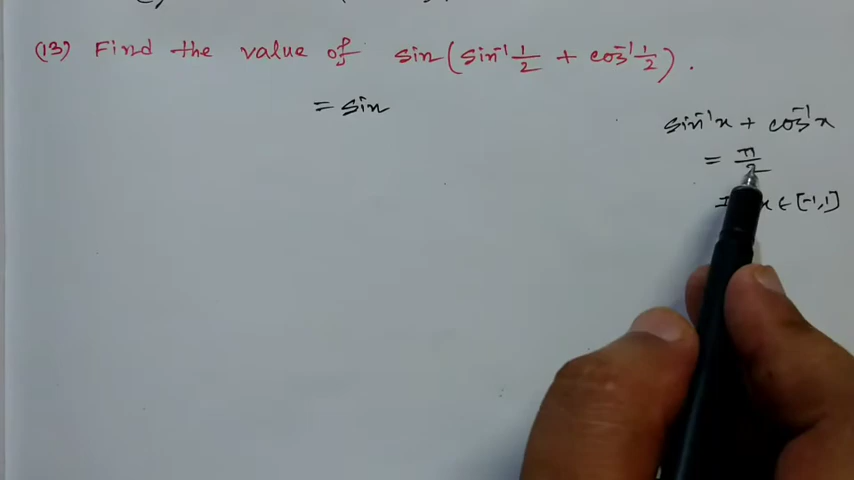 (13) Find the value of sin(sin⁻¹ 1/2 + cos⁻¹ 1/2).
= sin
sin⁻¹x + cos⁻¹x
= π/2
x ∈ [-1,1]